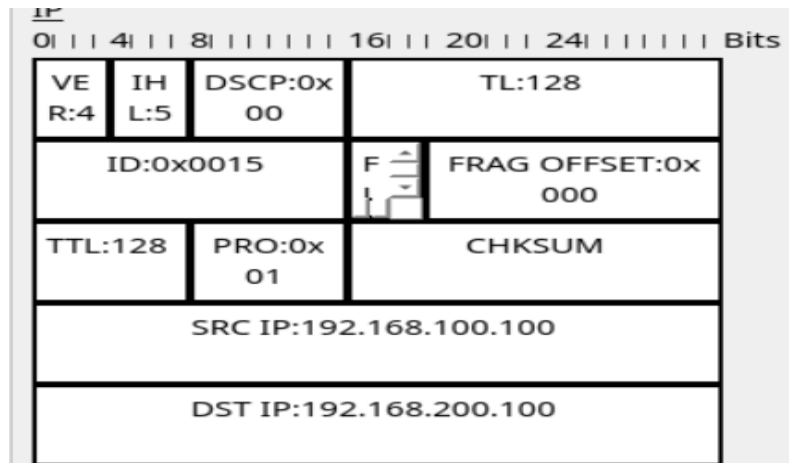 IP
0 4 8 16 20 24 Bits
VE IH DSCP:0x TL:128
R:4 L:5 00
ID:0x0015 F FRAG OFFSET:0x
000
TTL:128 PRO:0x CHKSUM
01
SRC IP:192.168.100.100
DST IP:192.168.200.100